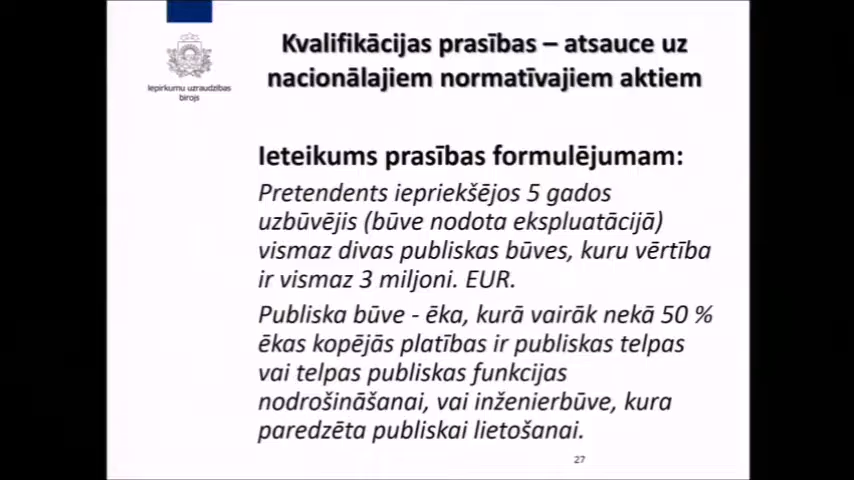 Iepirkumu uzraudzības
birojs
Kvalifikācijas prasības – atsauce uz
nacionālajiem normatīvajiem aktiem
Ieteikums prasības formulējumam:
Pretendents iepriekšējos 5 gados
uzbūvējis (būve nodota ekspluatācijā)
vismaz divas publiskas būves, kuru vērtība
ir vismaz 3 miljoni. EUR.
Publiska būve - ēka, kurā vairāk nekā 50 %
ēkas kopējās platības ir publiskas telpas
vai telpas publiskas funkcijas
nodrošināšanai, vai inženierbūve, kura
paredzēta publiskai lietošanai.
27